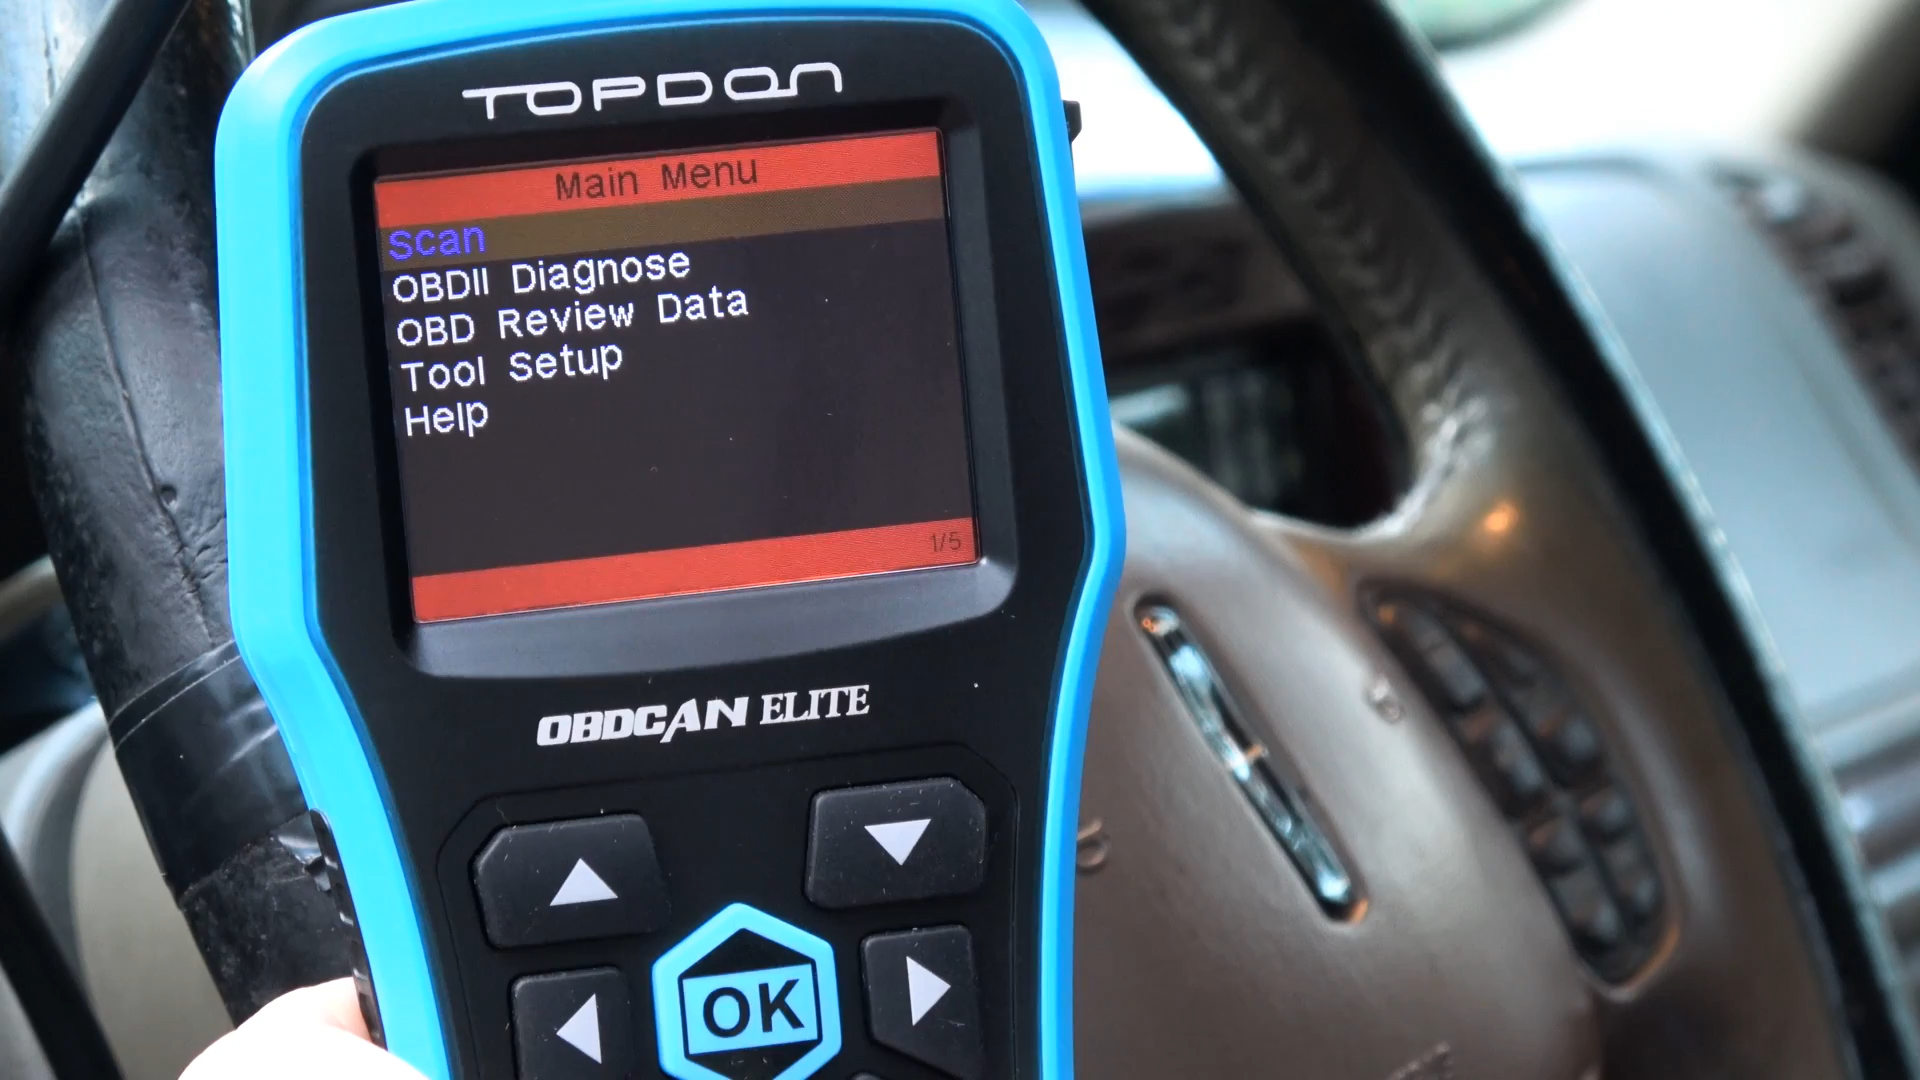 TOPDON
Main Menu
Scan
OBDII Diagnose
OBD Review Data
Tool Setup
Help
1/5
OBDCAN ELITE
OK